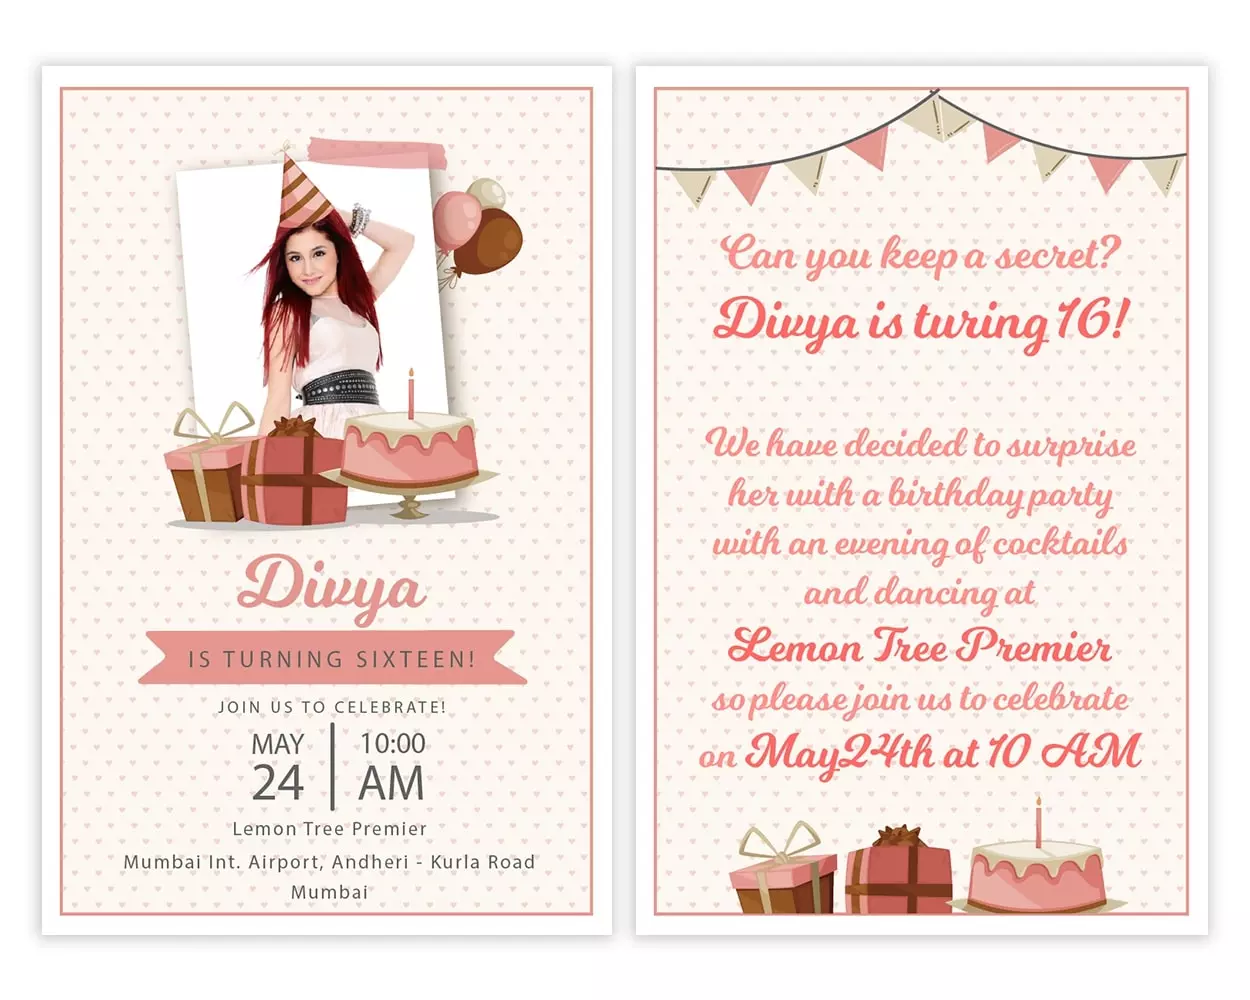 Divya
IS TURNING SIXTEEN!
JOIN US TO CELEBRATE!
MAY
24
10:00
AM
Lemon Tree Premier
Mumbai Int. Airport, Andheri - Kurla Road
Mumbai
Can you keep a secret?
Divya is turing 16!
We have decided to surprise
her with a birthday party
with an evening of cocktails
and dancing at
Lemon Tree Premier
so please join us to celebrate
on May24th at 10 AM